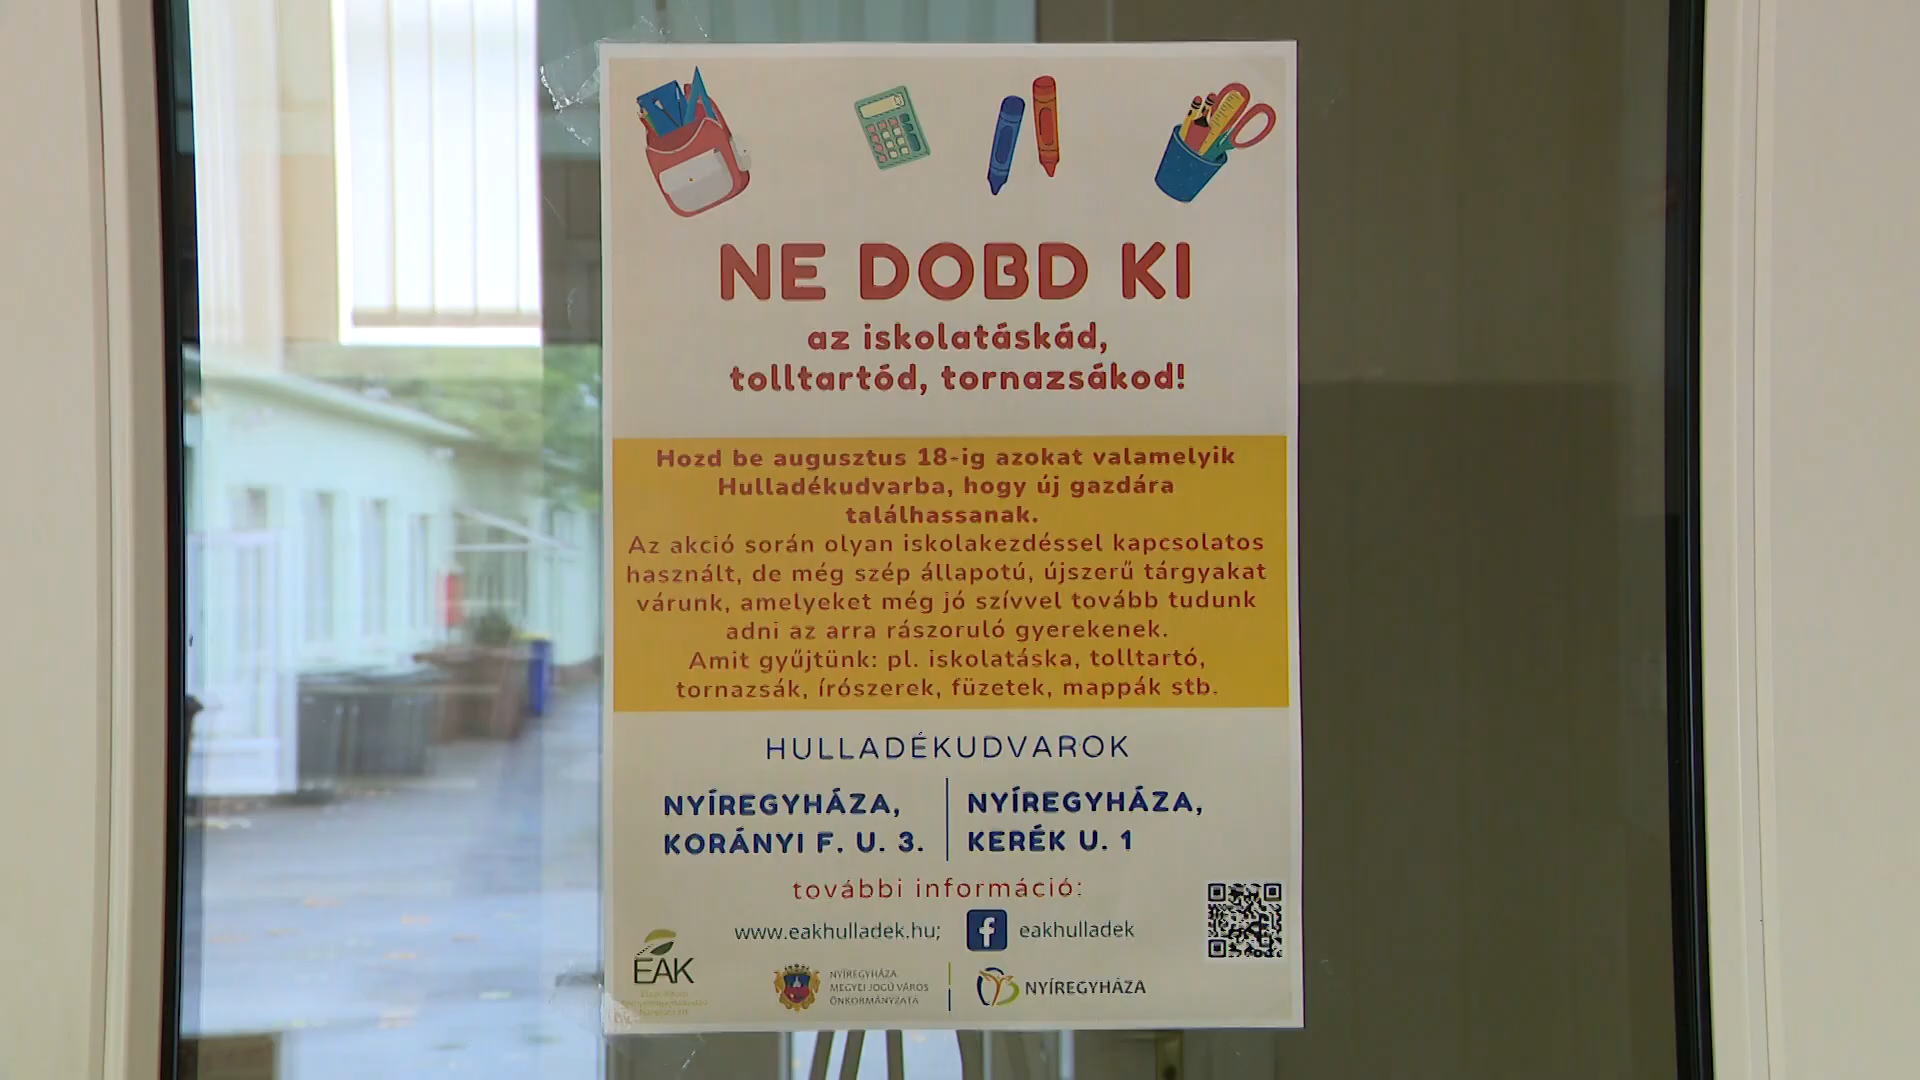 NE DOBD KI
az iskolatáskád,
tolltartód, tornazsákod!
Hozd be augusztus 18-ig azokat valamelyik
Hulladékudvarba, hogy új gazdára
találhassanak.
Az akció során olyan iskolakezdéssel kapcsolatos
használt, de még szép állapotú, újszerű tárgyakat
várunk, amelyeket még jó szívvel tovább tudunk
adni az arra rászoruló gyerekenek.
Amit gyűjtünk: pl. iskolatáska, tolltartó,
tornazsák, írószerek, füzetek, mappák stb.
HULLADÉKUDVAROK
NYÍREGYHÁZA,
KORÁNYI F. U. 3.
NYÍREGYHÁZA,
KERÉK U. 1
további információ:
www.eakhulladek.hu;
eakhulladek
ÉAK
NYÍREGYHÁZA
MEGYEI JOGÚ VÁROS
ÖNKORMÁNYZATA
NYÍREGYHÁZA